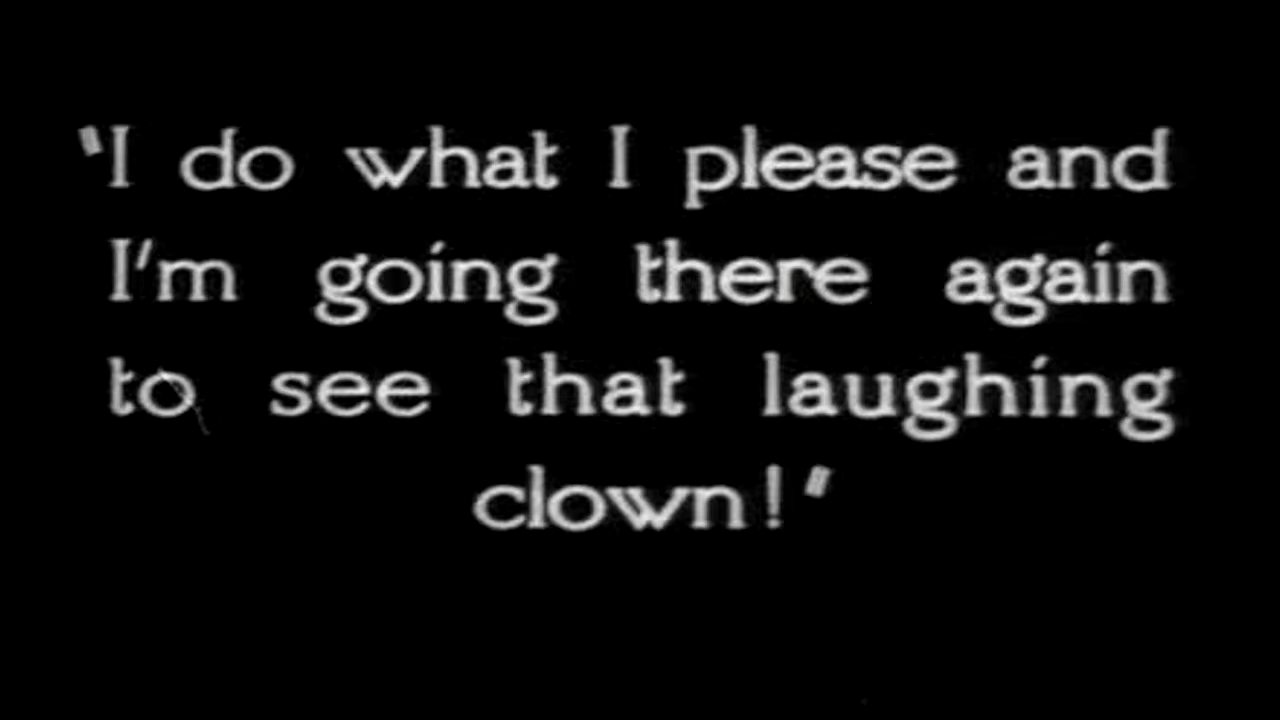 "I do what I please and
I'm going there again
to see that laughing
clown!"